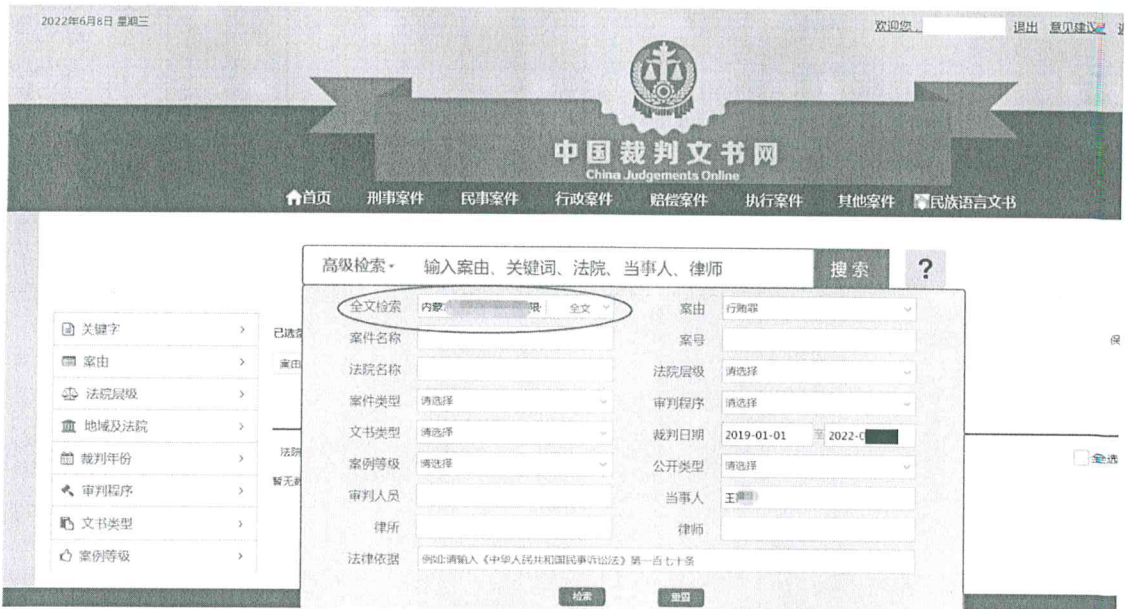 2022年6月8日 星期三
欢迎您， 退出 意见建议
中国裁判文书网
China Judgements Online
首页 刑事案件 民事案件 行政案件 赔偿案件 执行案件 其他案件 民族语言文书
高级检索 输入案由、关键词、法院、当事人、律师 搜索 ?
全文检索 内蒙 限 全文 案由 行贿罪
关键字 已选 案件名称 案号
案由 案由 法院名称 法院层级 请选择
法院层级 案件类型 请选择 审判程序 请选择
地域及法院 文书类型 请选择 裁判日期 2019-01-01 至 2022-0
裁判年份 法院 案例等级 请选择 公开类型 请选择 全选
审判程序 暂无 审判人员 当事人 王
文书类型 律所 律师
案例等级 法律依据 例如:请输入《中华人民共和国民事诉讼法》第一百七十条
检索 重置